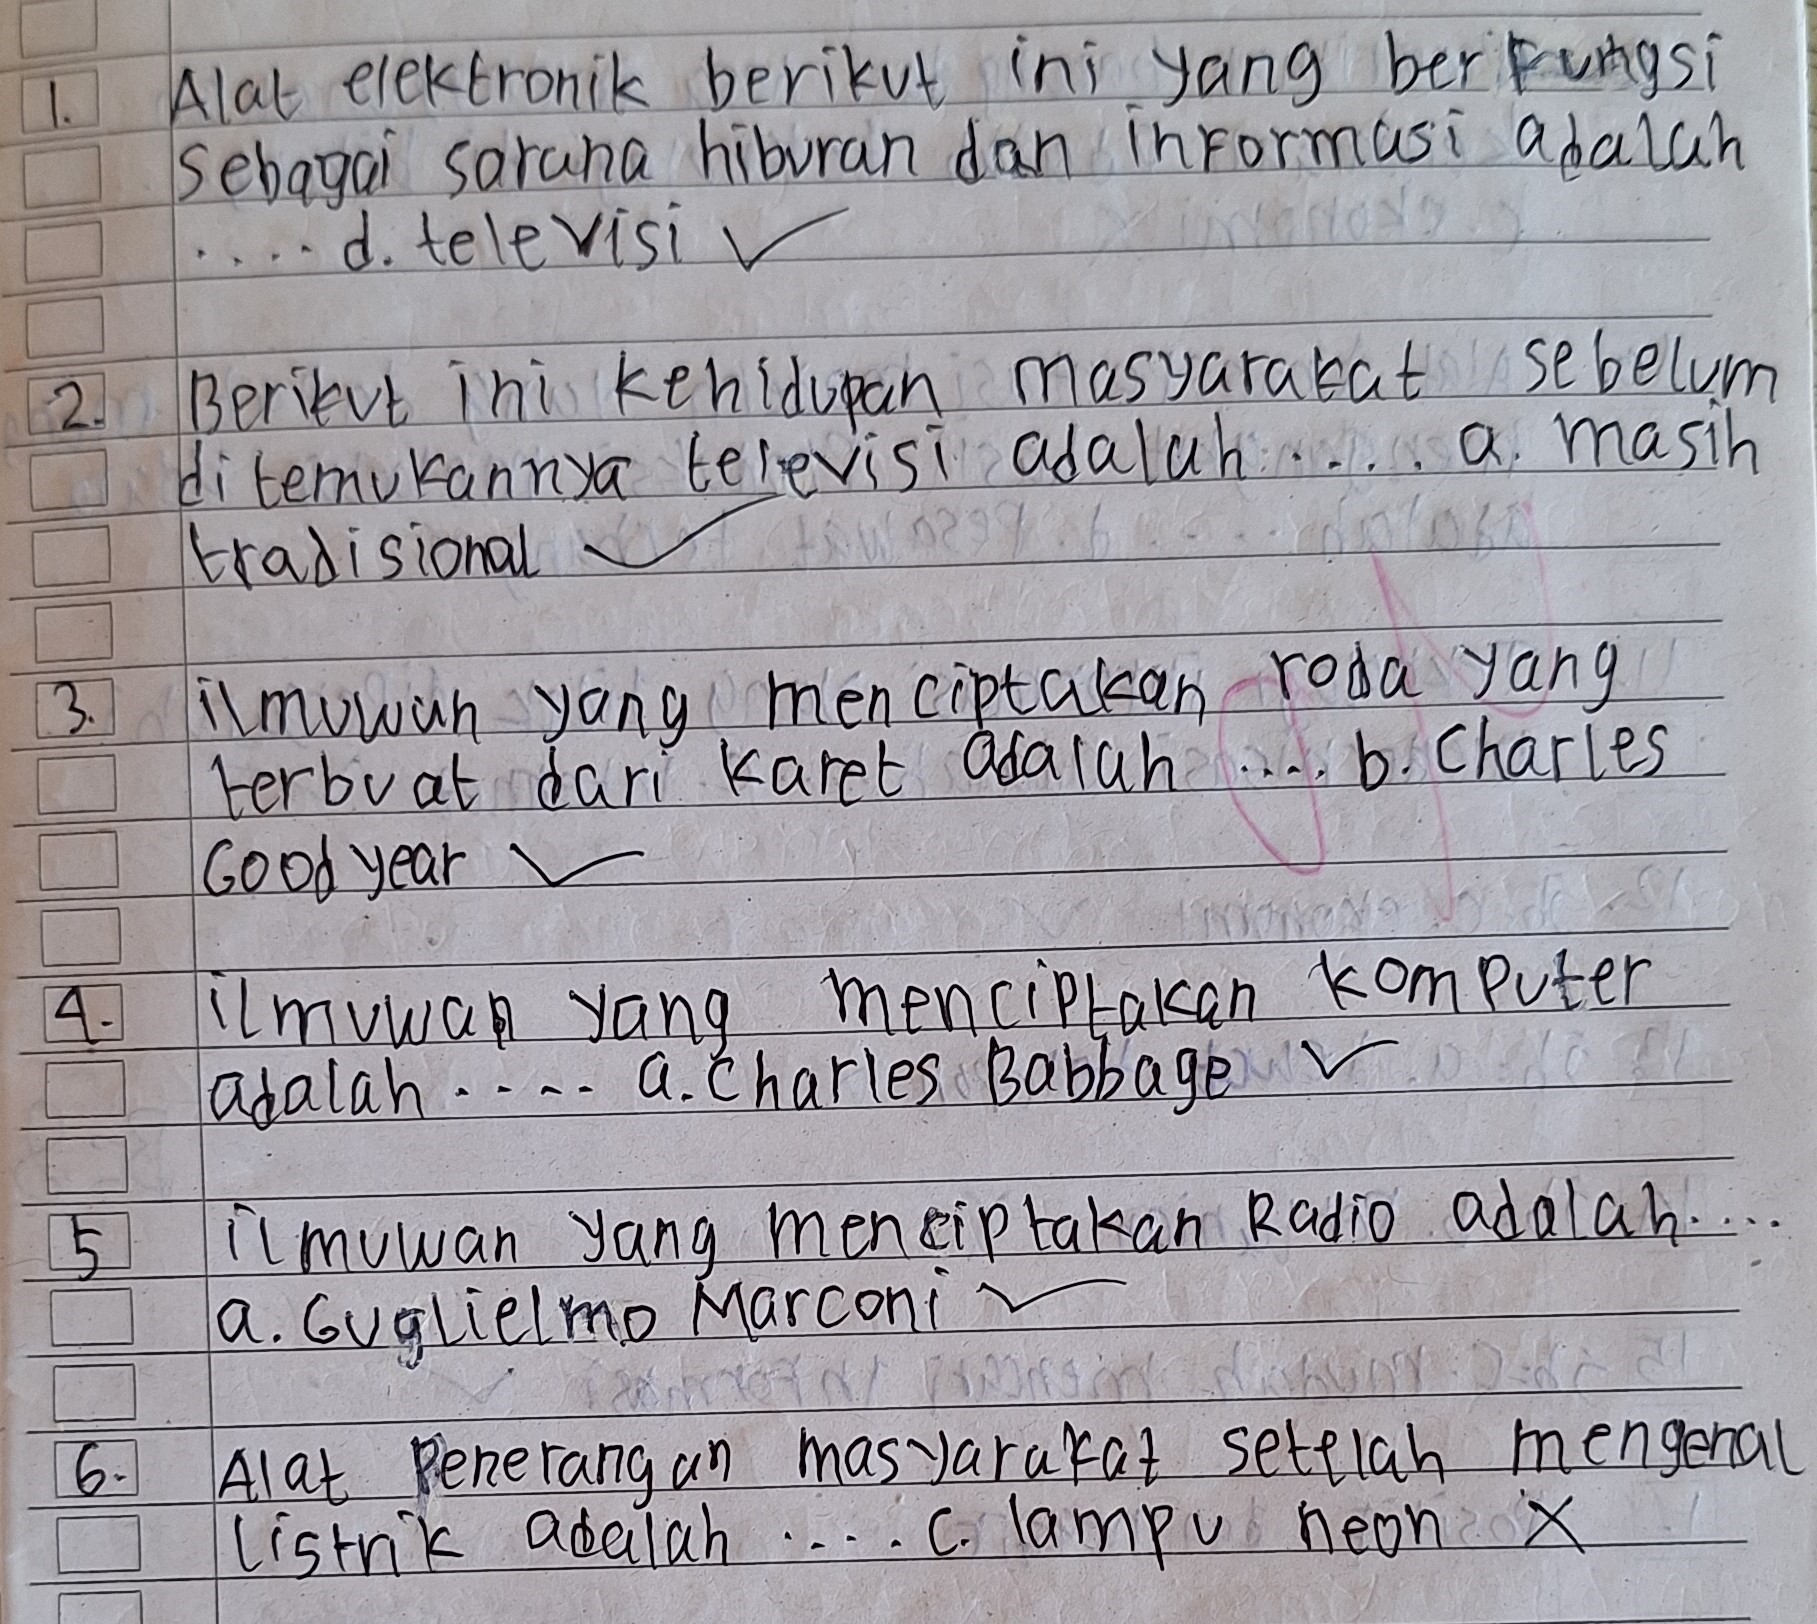 1. Alat elektronik berikut ini yang berfungsi
sebagai sarana hiburan dan informasi adalah
..... d. televisi ✓
2. Berikut ini kehidupan masyarakat sebelum
ditemukannya televisi adalah ..... a. masih
tradisional ✓
3. ilmuwan yang menciptakan roda yang
terbuat dari karet adalah .... b. Charles
Goodyear ✓
4. ilmuwan yang menciptakan komputer
adalah ..... a. Charles Babbage ✓
5 ilmuwan yang menciptakan Radio adalah ....
a. Guglielmo Marconi ✓
6. Alat Penerangan masyarakat setelah mengenal
listrik adalah ..... c. lampu neon X